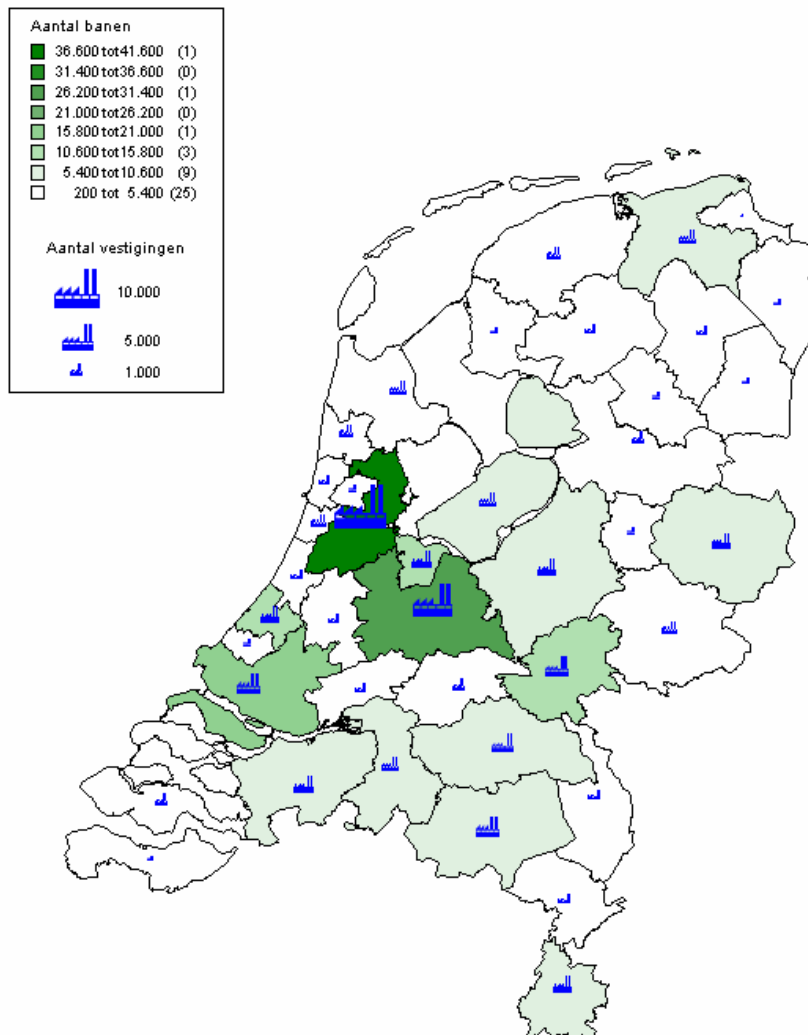 Aantal banen
36.600 tot 41.600 (1)
31.400 tot 36.600 (0)
26.200 tot 31.400 (1)
21.000 tot 26.200 (0)
15.800 tot 21.000 (1)
10.600 tot 15.800 (3)
5.400 tot 10.600 (9)
200 tot 5.400 (25)
Aantal vestigingen
10.000
5.000
1.000